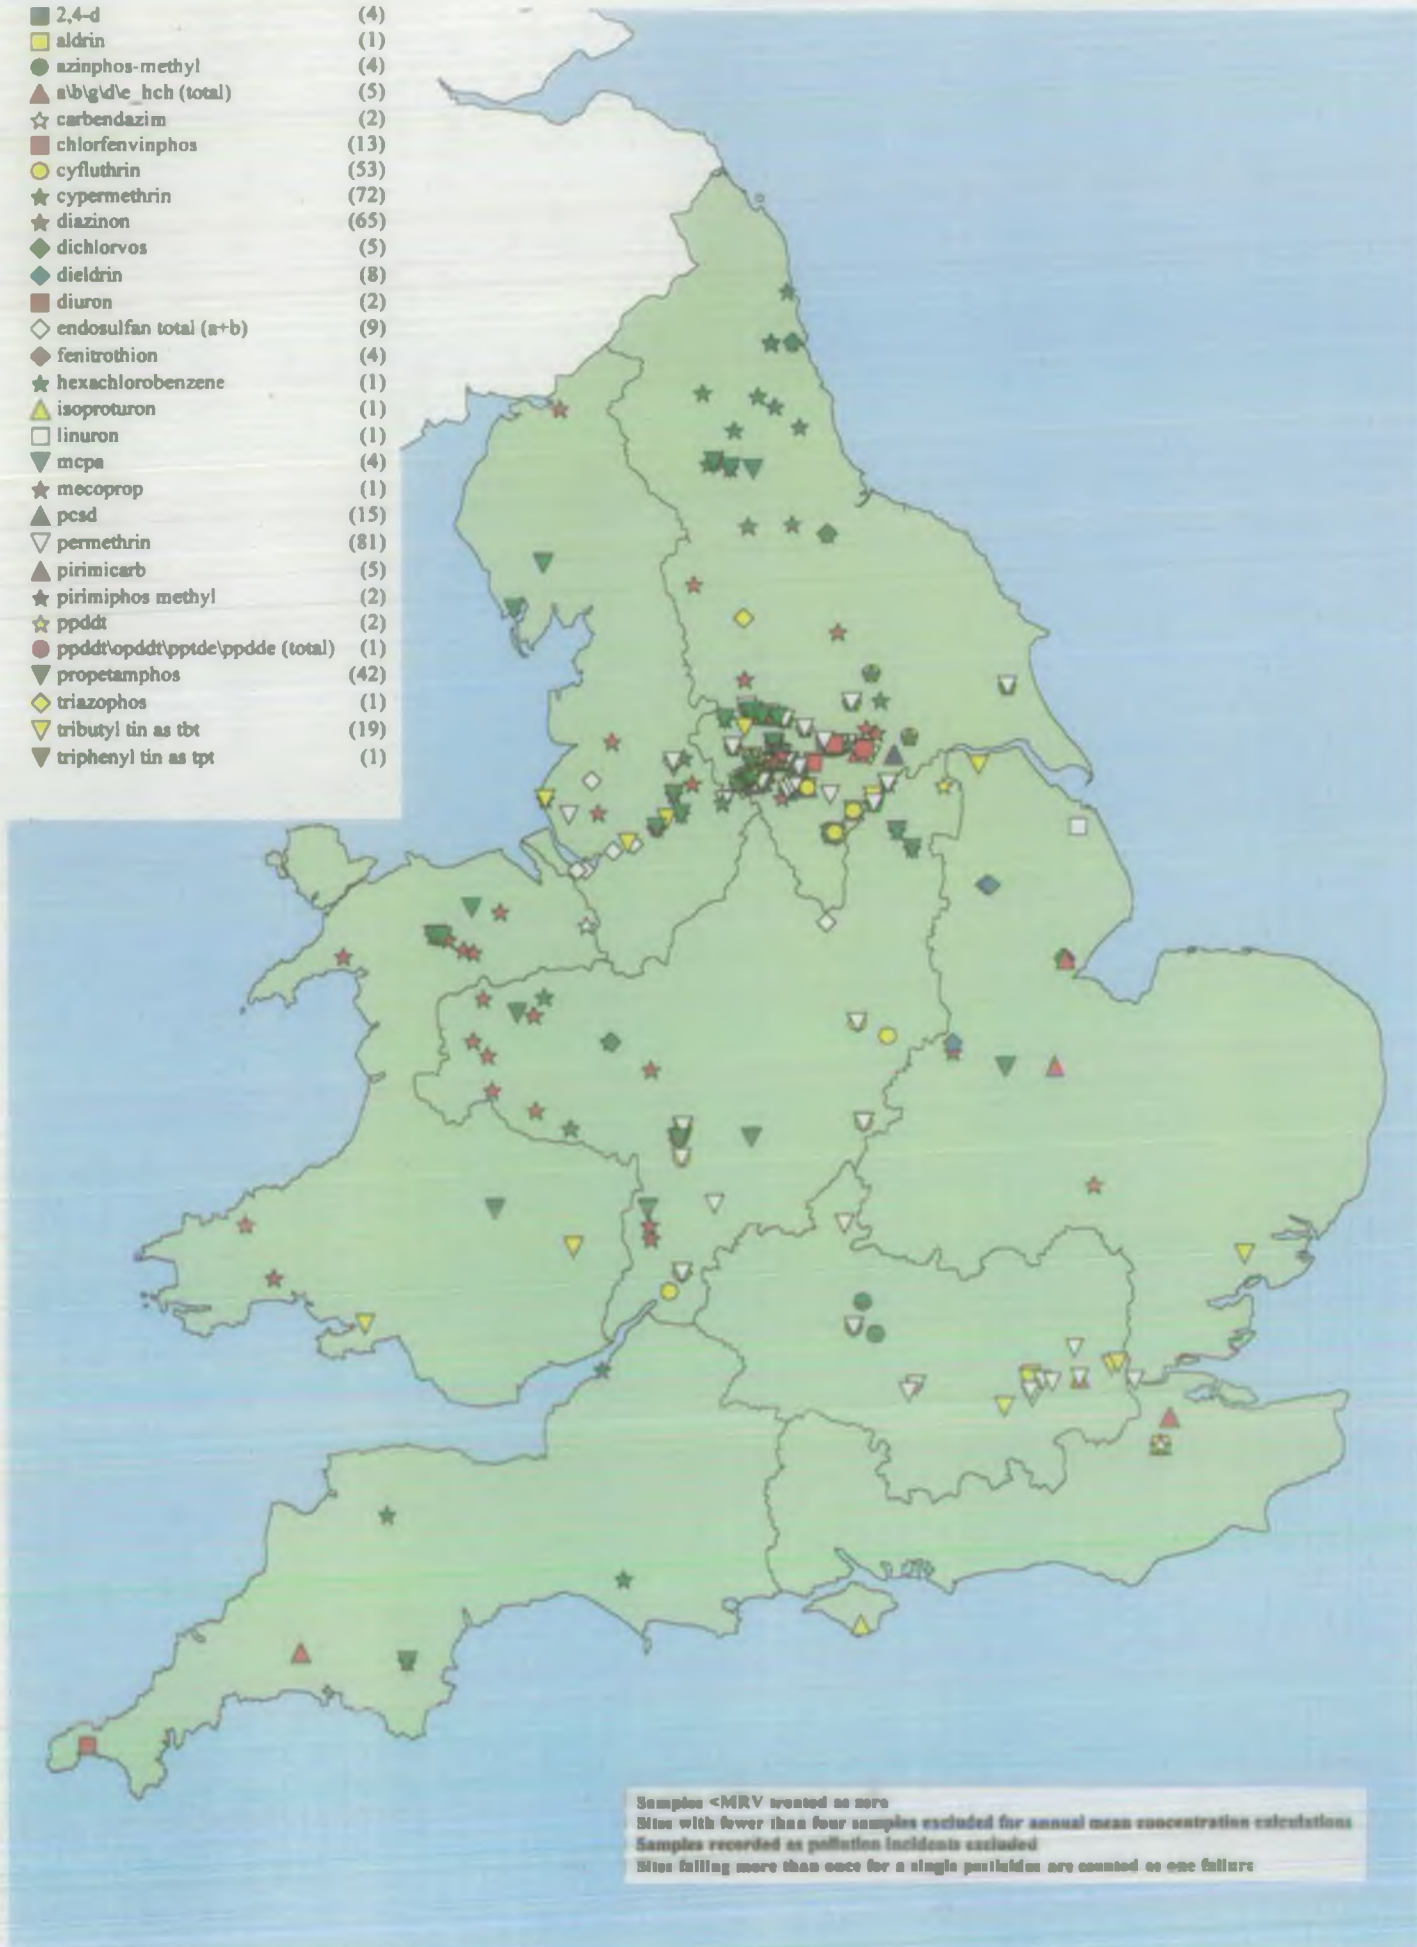 2,4-d (4)
aldrin (1)
azinphos-methyl (4)
a\b\g\d\e_hch (total) (5)
carbendazim (2)
chlorfenvinphos (13)
cyfluthrin (53)
cypermethrin (72)
diazinon (65)
dichlorvos (5)
dieldrin (8)
diuron (2)
endosulfan total (a+b) (9)
fenitrothion (4)
hexachlorobenzene (1)
isoproturon (1)
linuron (1)
mcpa (4)
mecoprop (1)
pcsd (15)
permethrin (81)
pirimicarb (5)
pirimiphos methyl (2)
ppddt (2)
ppddt\opddt\pptde\ppdde (total) (1)
propetamphos (42)
triazophos (1)
tributyl tin as tbt (19)
triphenyl tin as tpt (1)
Samples <MRV treated as zero
Sites with fewer than four samples excluded for annual mean concentration calculations
Samples recorded as pollution incidents excluded
Sites failing more than once for a single pesticides are counted as one failure